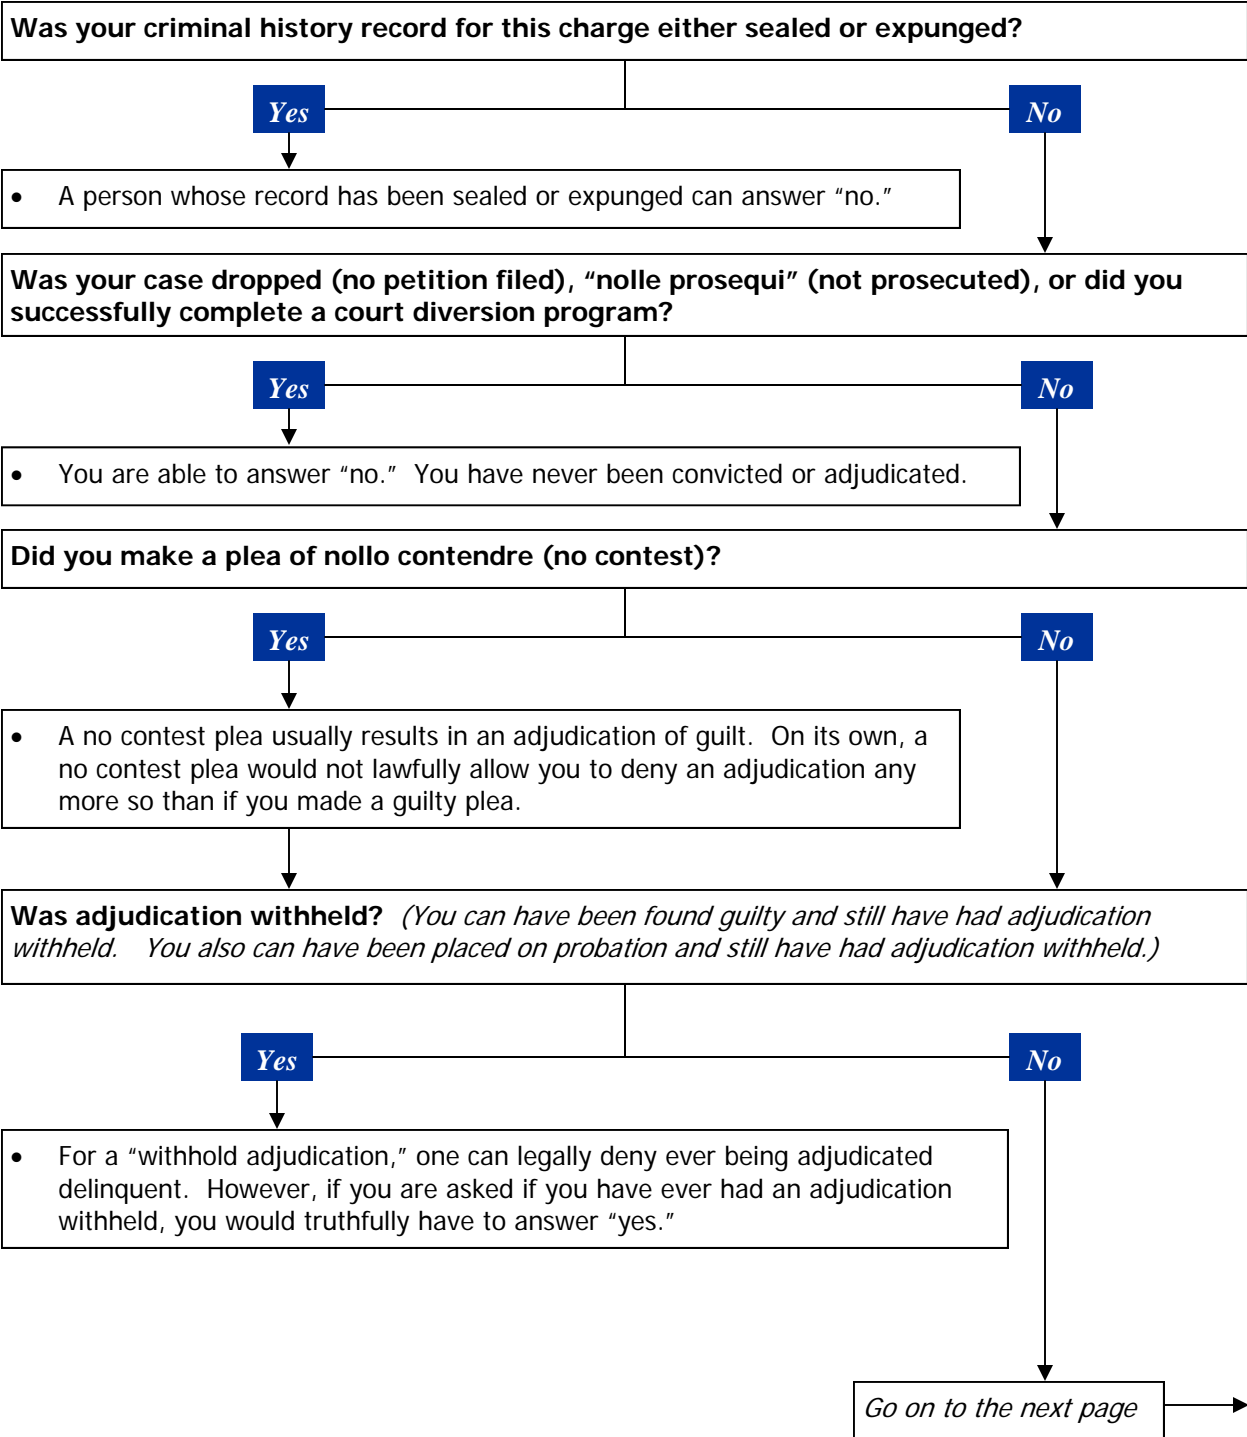 Was your criminal history record for this charge either sealed or expunged?
Yes
No
• A person whose record has been sealed or expunged can answer “no.”
Was your case dropped (no petition filed), “nolle prosequi” (not prosecuted), or did you
successfully complete a court diversion program?
Yes
No
• You are able to answer “no.” You have never been convicted or adjudicated.
Did you make a plea of nollo contendre (no contest)?
Yes
No
• A no contest plea usually results in an adjudication of guilt. On its own, a
no contest plea would not lawfully allow you to deny an adjudication any
more so than if you made a guilty plea.
Was adjudication withheld? (You can have been found guilty and still have had adjudication
withheld. You also can have been placed on probation and still have had adjudication withheld.)
Yes
No
• For a “withhold adjudication,” one can legally deny ever being adjudicated
delinquent. However, if you are asked if you have ever had an adjudication
withheld, you would truthfully have to answer “yes.”
Go on to the next page